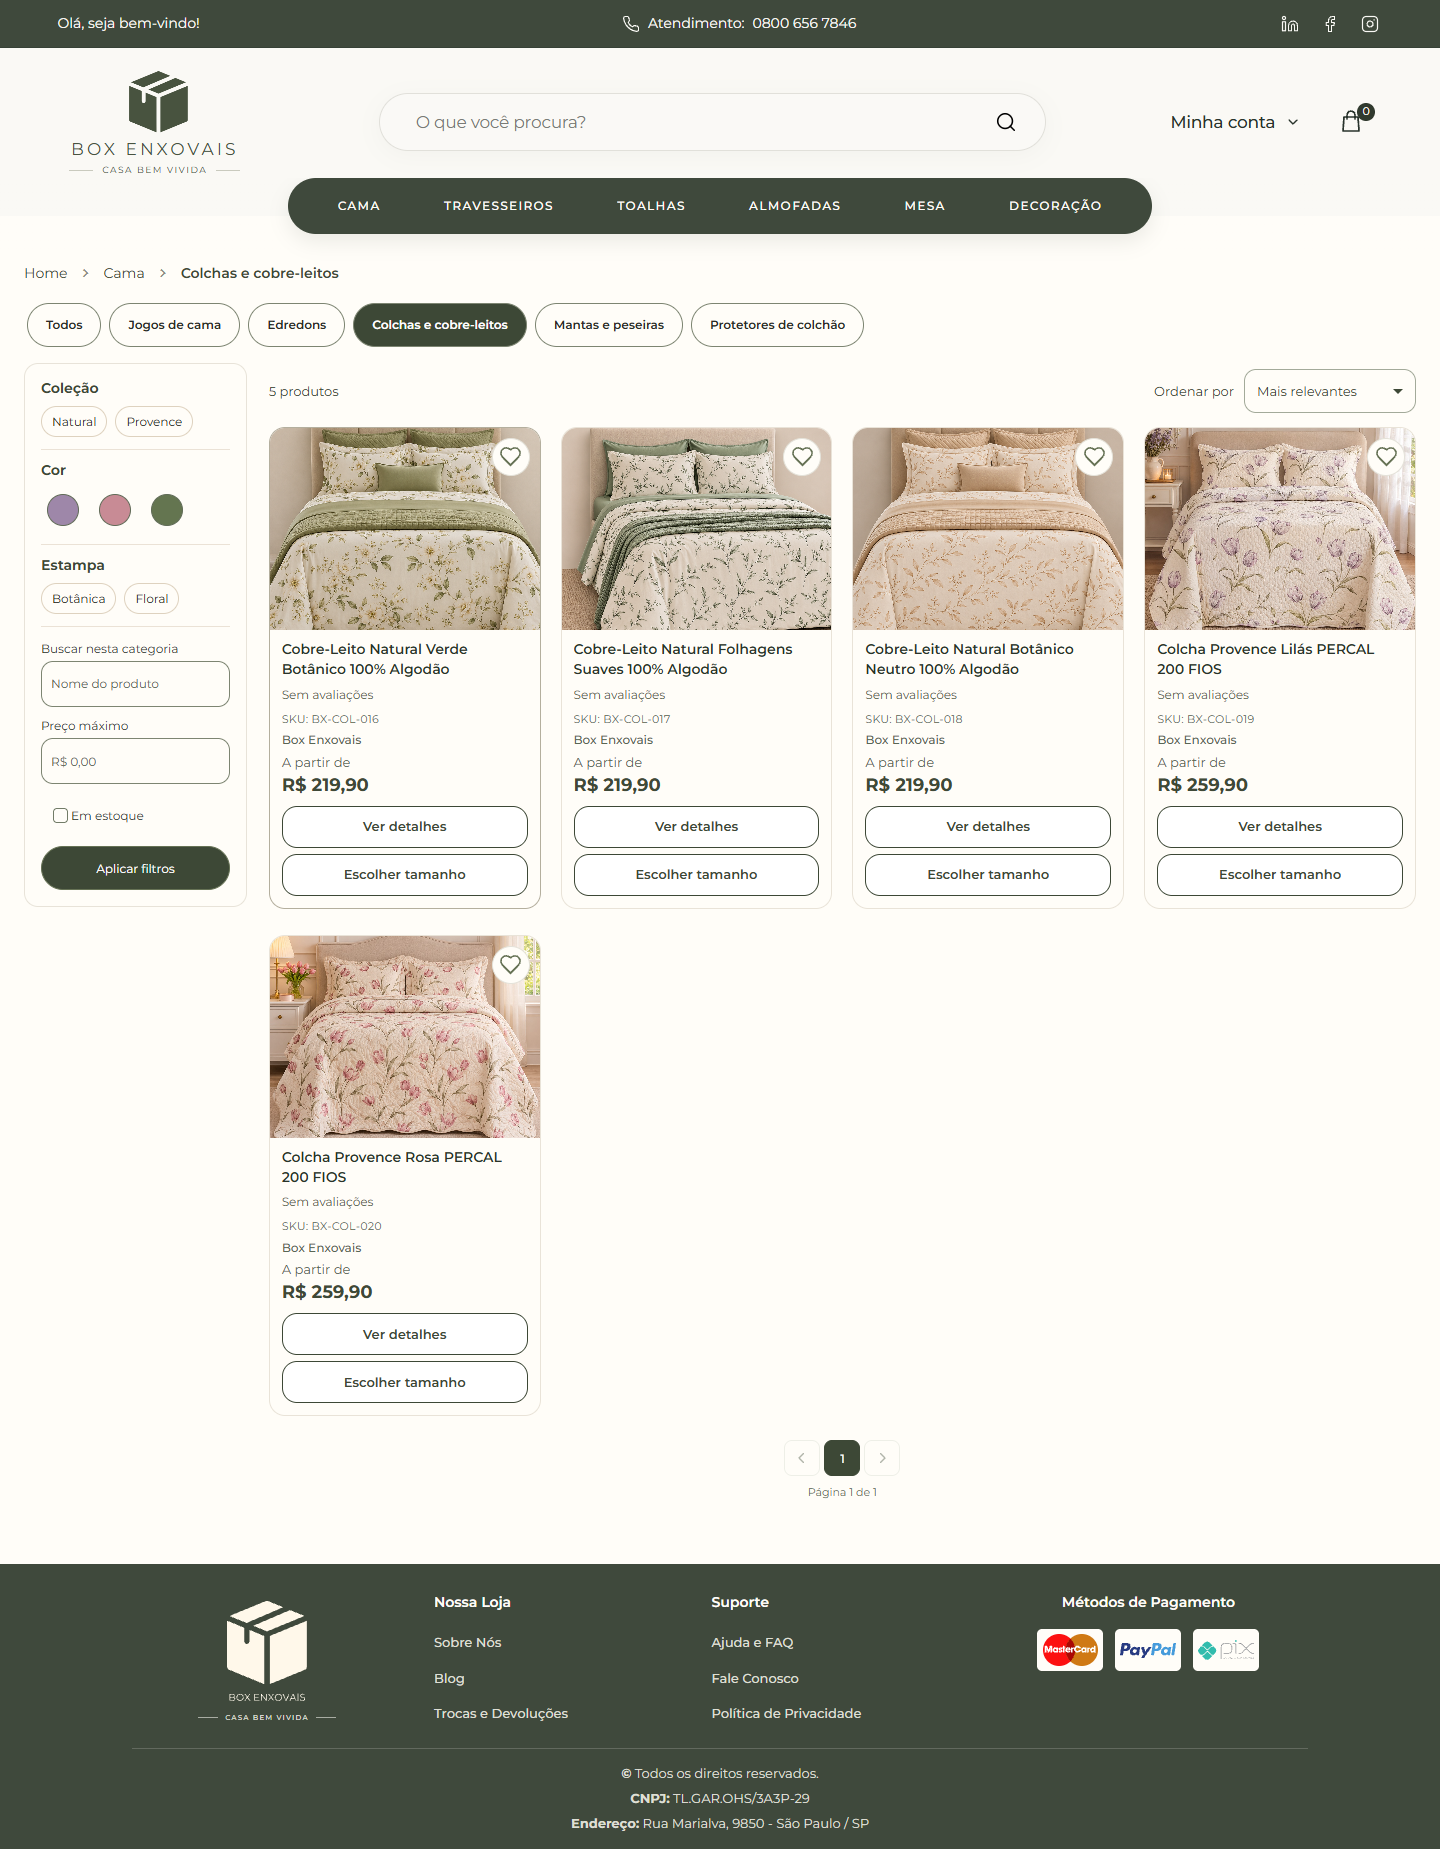 Olá, seja bem-vindo!
Atendimento: 0800 656 7846
BOX ENXOVAIS
CASA BEM VIVIDA
O que você procura?
Minha conta
0
CAMA
TRAVESSEIROS
TOALHAS
ALMOFADAS
MESA
DECORAÇÃO
Home > Cama > Colchas e cobre-leitos
Todos
Jogos de cama
Edredons
Colchas e cobre-leitos
Mantas e peseiras
Protetores de colchão
Coleção
Natural
Provence
Cor
Estampa
Botânica
Floral
Buscar nesta categoria
Nome do produto
Preço máximo
R$ 0,00
Em estoque
Aplicar filtros
5 produtos
Ordenar por
Mais relevantes
Cobre-Leito Natural Verde
Botânico 100% Algodão
Sem avaliações
SKU: BX-COL-016
Box Enxovais
A partir de
R$ 219,90
Ver detalhes
Escolher tamanho
Cobre-Leito Natural Folhagens
Suaves 100% Algodão
Sem avaliações
SKU: BX-COL-017
Box Enxovais
A partir de
R$ 219,90
Ver detalhes
Escolher tamanho
Cobre-Leito Natural Botânico
Neutro 100% Algodão
Sem avaliações
SKU: BX-COL-018
Box Enxovais
A partir de
R$ 219,90
Ver detalhes
Escolher tamanho
Colcha Provence Lilás PERCAL
200 FIOS
Sem avaliações
SKU: BX-COL-019
Box Enxovais
A partir de
R$ 259,90
Ver detalhes
Escolher tamanho
Colcha Provence Rosa PERCAL
200 FIOS
Sem avaliações
SKU: BX-COL-020
Box Enxovais
A partir de
R$ 259,90
Ver detalhes
Escolher tamanho
1
Página 1 de 1
BOX ENXOVAIS
CASA BEM VIVIDA
Nossa Loja
Sobre Nós
Blog
Trocas e Devoluções
Suporte
Ajuda e FAQ
Fale Conosco
Política de Privacidade
Métodos de Pagamento
MasterCard
PayPal
pix
© Todos os direitos reservados.
CNPJ: TL.GAR.OHS/3A3P-29
Endereço: Rua Marialva, 9850 - São Paulo / SP